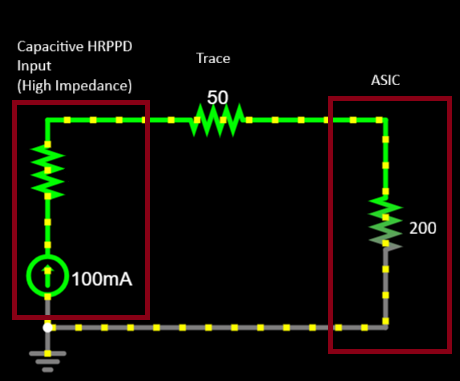 Capacitive HRPPD
Input
(High Impedance)
Trace
50
ASIC
200
100mA